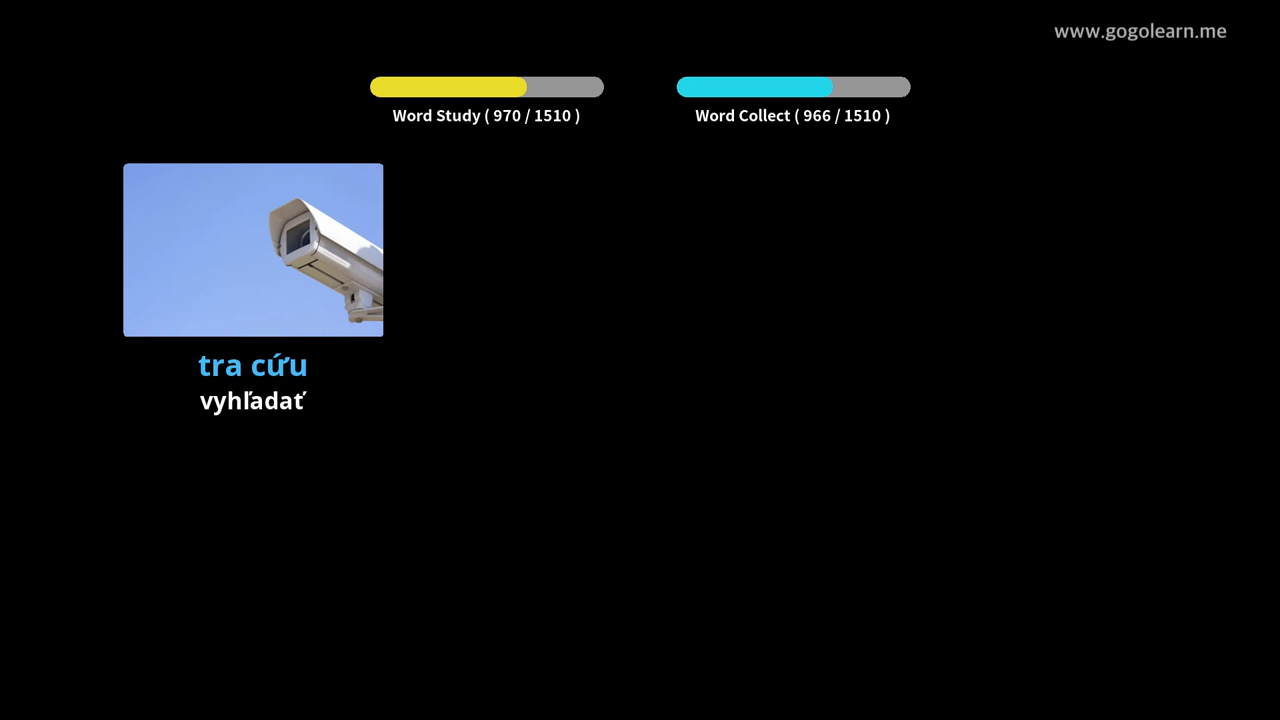 www.gogolearn.me
Word Study ( 970 / 1510 )
Word Collect ( 966 / 1510 )
tra cứu
vyhľadať